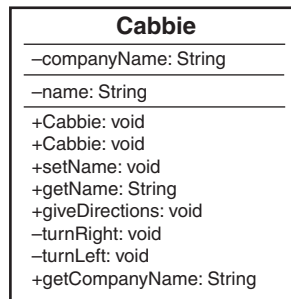 Cabbie
–companyName: String
–name: String
+Cabbie: void
+Cabbie: void
+setName: void
+getName: String
+giveDirections: void
–turnRight: void
–turnLeft: void
+getCompanyName: String